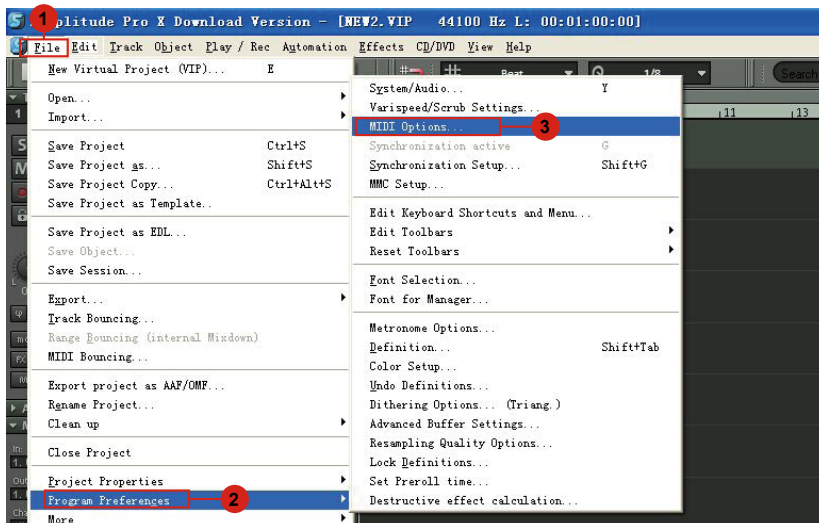 1
plitude Pro X Download Version - [NEW2.VIP 44100 Hz L: 00:01:00:00]
File Edit Track Object Play / Rec Automation Effects CD/DVD View Help
New Virtual Project (VIP)... E
Open...
Import...
Save Project Ctrl+S
Save Project as... Shift+S
Save Project Copy... Ctrl+Alt+S
Save Project as Template..
Save Project as EDL...
Save Object...
Save Session...
Export...
Track Bouncing...
Range Bouncing (internal Mixdown)
MIDI Bouncing...
Export project as AAF/OMF...
Rename Project...
Clean up
Close Project
Project Properties
Program Preferences 2
More
Beat 1/8 Search
System/Audio... Y
Varispeed/Scrub Settings...
MIDI Options... 3
Synchronization active G
Synchronization Setup... Shift+G
MMC Setup...
Edit Keyboard Shortcuts and Menu...
Edit Toolbars
Reset Toolbars
Font Selection...
Font for Manager...
Metronome Options...
Definition... Shift+Tab
Color Setup...
Undo Definitions...
Dithering Options... (Triang.)
Advanced Buffer Settings...
Resampling Quality Options...
Lock Definitions...
Set Preroll time...
Destructive effect calculation...
11 13
1
S
M
L
In:
1.
Out
1.
Cha